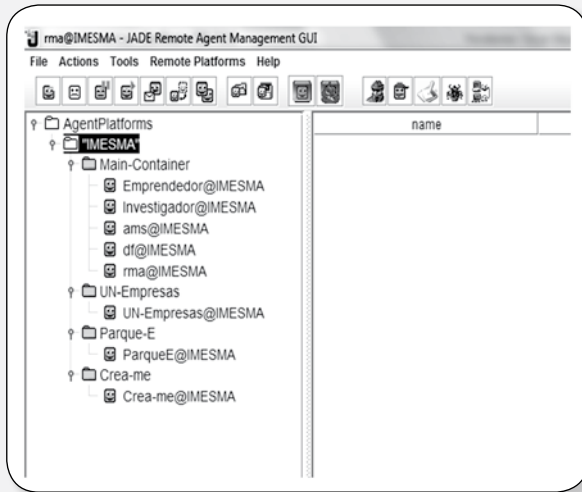 rma@IMESMA - JADE Remote Agent Management GUI
File Actions Tools Remote Platforms Help
AgentPlatforms
name
"IMESMA"
Main-Container
Emprendedor@IMESMA
Investigador@IMESMA
ams@IMESMA
df@IMESMA
rma@IMESMA
UN-Empresas
UN-Empresas@IMESMA
Parque-E
ParqueE@IMESMA
Crea-me
Crea-me@IMESMA